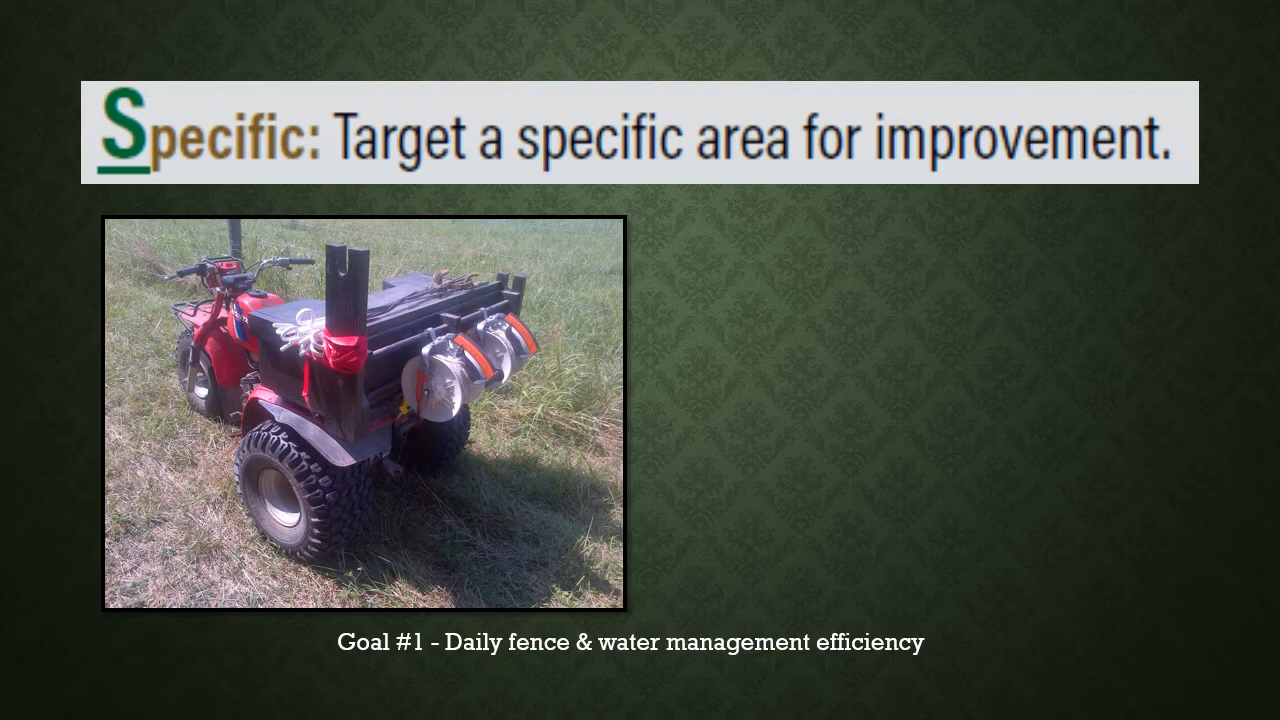 Specific: Target a specific area for improvement.
Goal #1 - Daily fence & water management efficiency